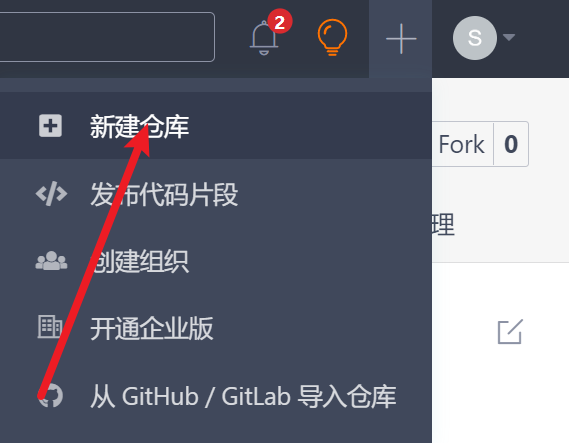 2
S
新建仓库
Fork 0
发布代码片段
理
创建组织
开通企业版
从 GitHub / GitLab 导入仓库